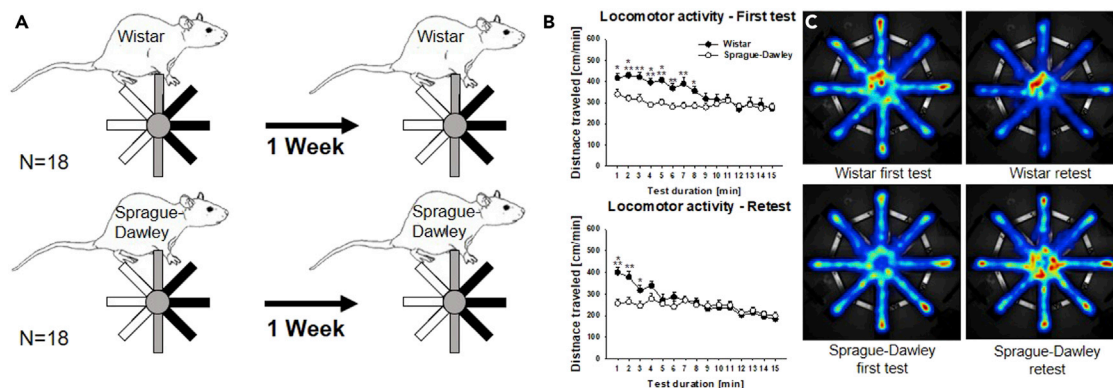 A
Wistar
Wistar
1 Week
N=18
Sprague-
Dawley
Sprague-
Dawley
1 Week
N=18
B
Locomotor activity - First test
Wistar
Sprague-Dawley
Distnace traveled [cm/min]
600
500
400
300
200
100
0
* * ** * * ** ** *
** ** **
1 2 3 4 5 6 7 8 9 10 11 12 13 14 15
Test duration [min]
Locomotor activity - Retest
Distnace traveled [cm/min]
600
500
400
300
200
100
0
*
** ** *
1 2 3 4 5 6 7 8 9 10 11 12 13 14 15
Test duration [min]
C
Wistar first test
Wistar retest
Sprague-Dawley
first test
Sprague-Dawley
retest